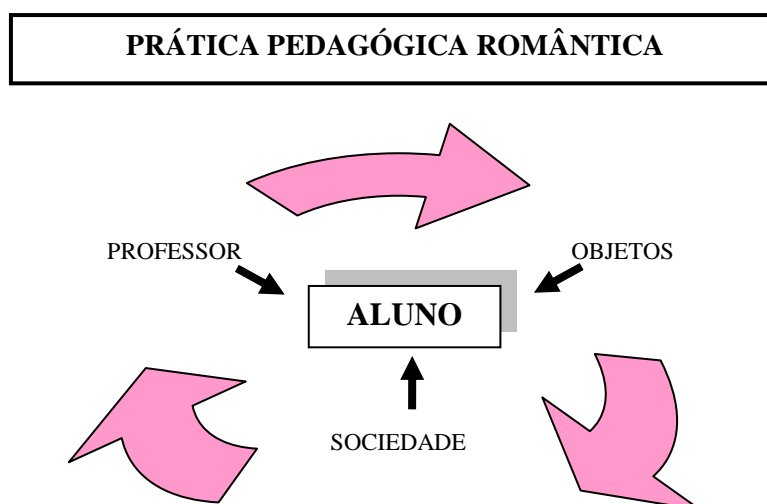 PRÁTICA PEDAGÓGICA ROMÂNTICA
PROFESSOR
OBJETOS
ALUNO
SOCIEDADE